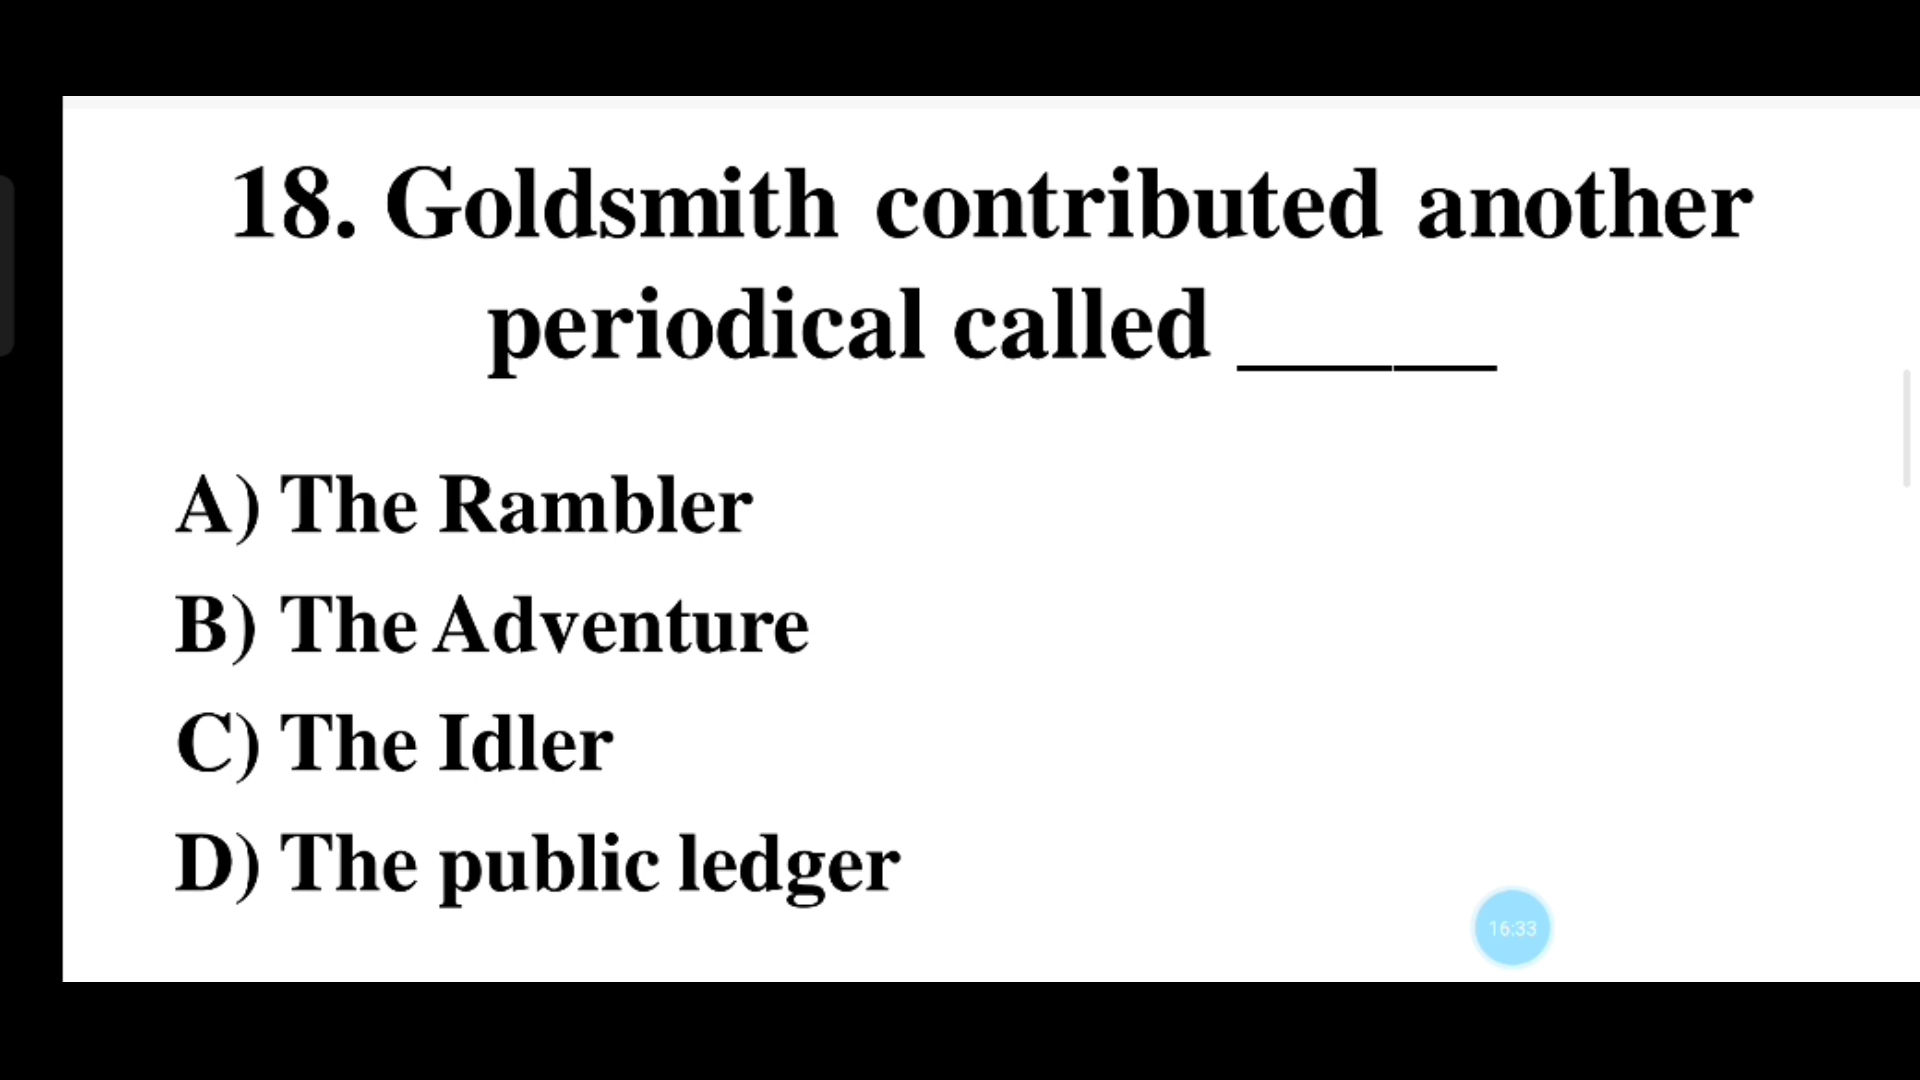 18. Goldsmith contributed another
periodical called _____
A) The Rambler
B) The Adventure
C) The Idler
D) The public ledger
16:33